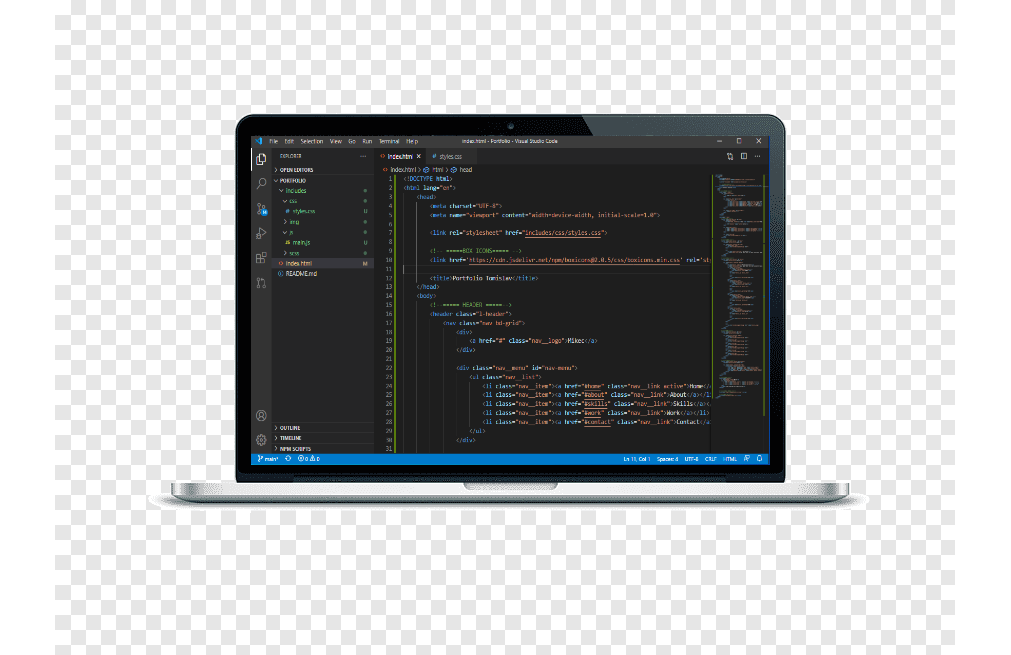 File Edit Selection View Go Run Terminal Help index.html - Portfolio - Visual Studio Code
EXPLORER
OPEN EDITORS
PORTFOLIO
includes
css
styles.css U
img
js
main.js U
scss
index.html M
README.md
OUTLINE
TIMELINE
NPM SCRIPTS
index.html styles.css
index.html > html > head
1 <!DOCTYPE html>
2 <html lang="en">
3 <head>
4 <meta charset="UTF-8">
5 <meta name="viewport" content="width=device-width, initial-scale=1.0">
6
7 <link rel="stylesheet" href="includes/css/styles.css">
8
9 <!-- =====BOX ICONS===== -->
10 <link href='https://cdn.jsdelivr.net/npm/boxicons@2.0.5/css/boxicons.min.css' rel='st
11
12 <title>Portfolio Tomislav</title>
13 </head>
14 <body>
15 <!--===== HEADER =====-->
16 <header class="l-header">
17 <nav class="nav bd-grid">
18 <div>
19 <a href="#" class="nav__logo">Mikec</a>
20 </div>
21
22 <div class="nav__menu" id="nav-menu">
23 <ul class="nav__list">
24 <li class="nav__item"><a href="#home" class="nav__link active">Home</
25 <li class="nav__item"><a href="#about" class="nav__link">About</a></l
26 <li class="nav__item"><a href="#skills" class="nav__link">Skills</a><
27 <li class="nav__item"><a href="#work" class="nav__link">Work</a></li>
28 <li class="nav__item"><a href="#contact" class="nav__link">Contact</a
29 </ul>
30 </div>
31
main* 0 0 Ln 11, Col 1 Spaces: 4 UTF-8 CRLF HTML